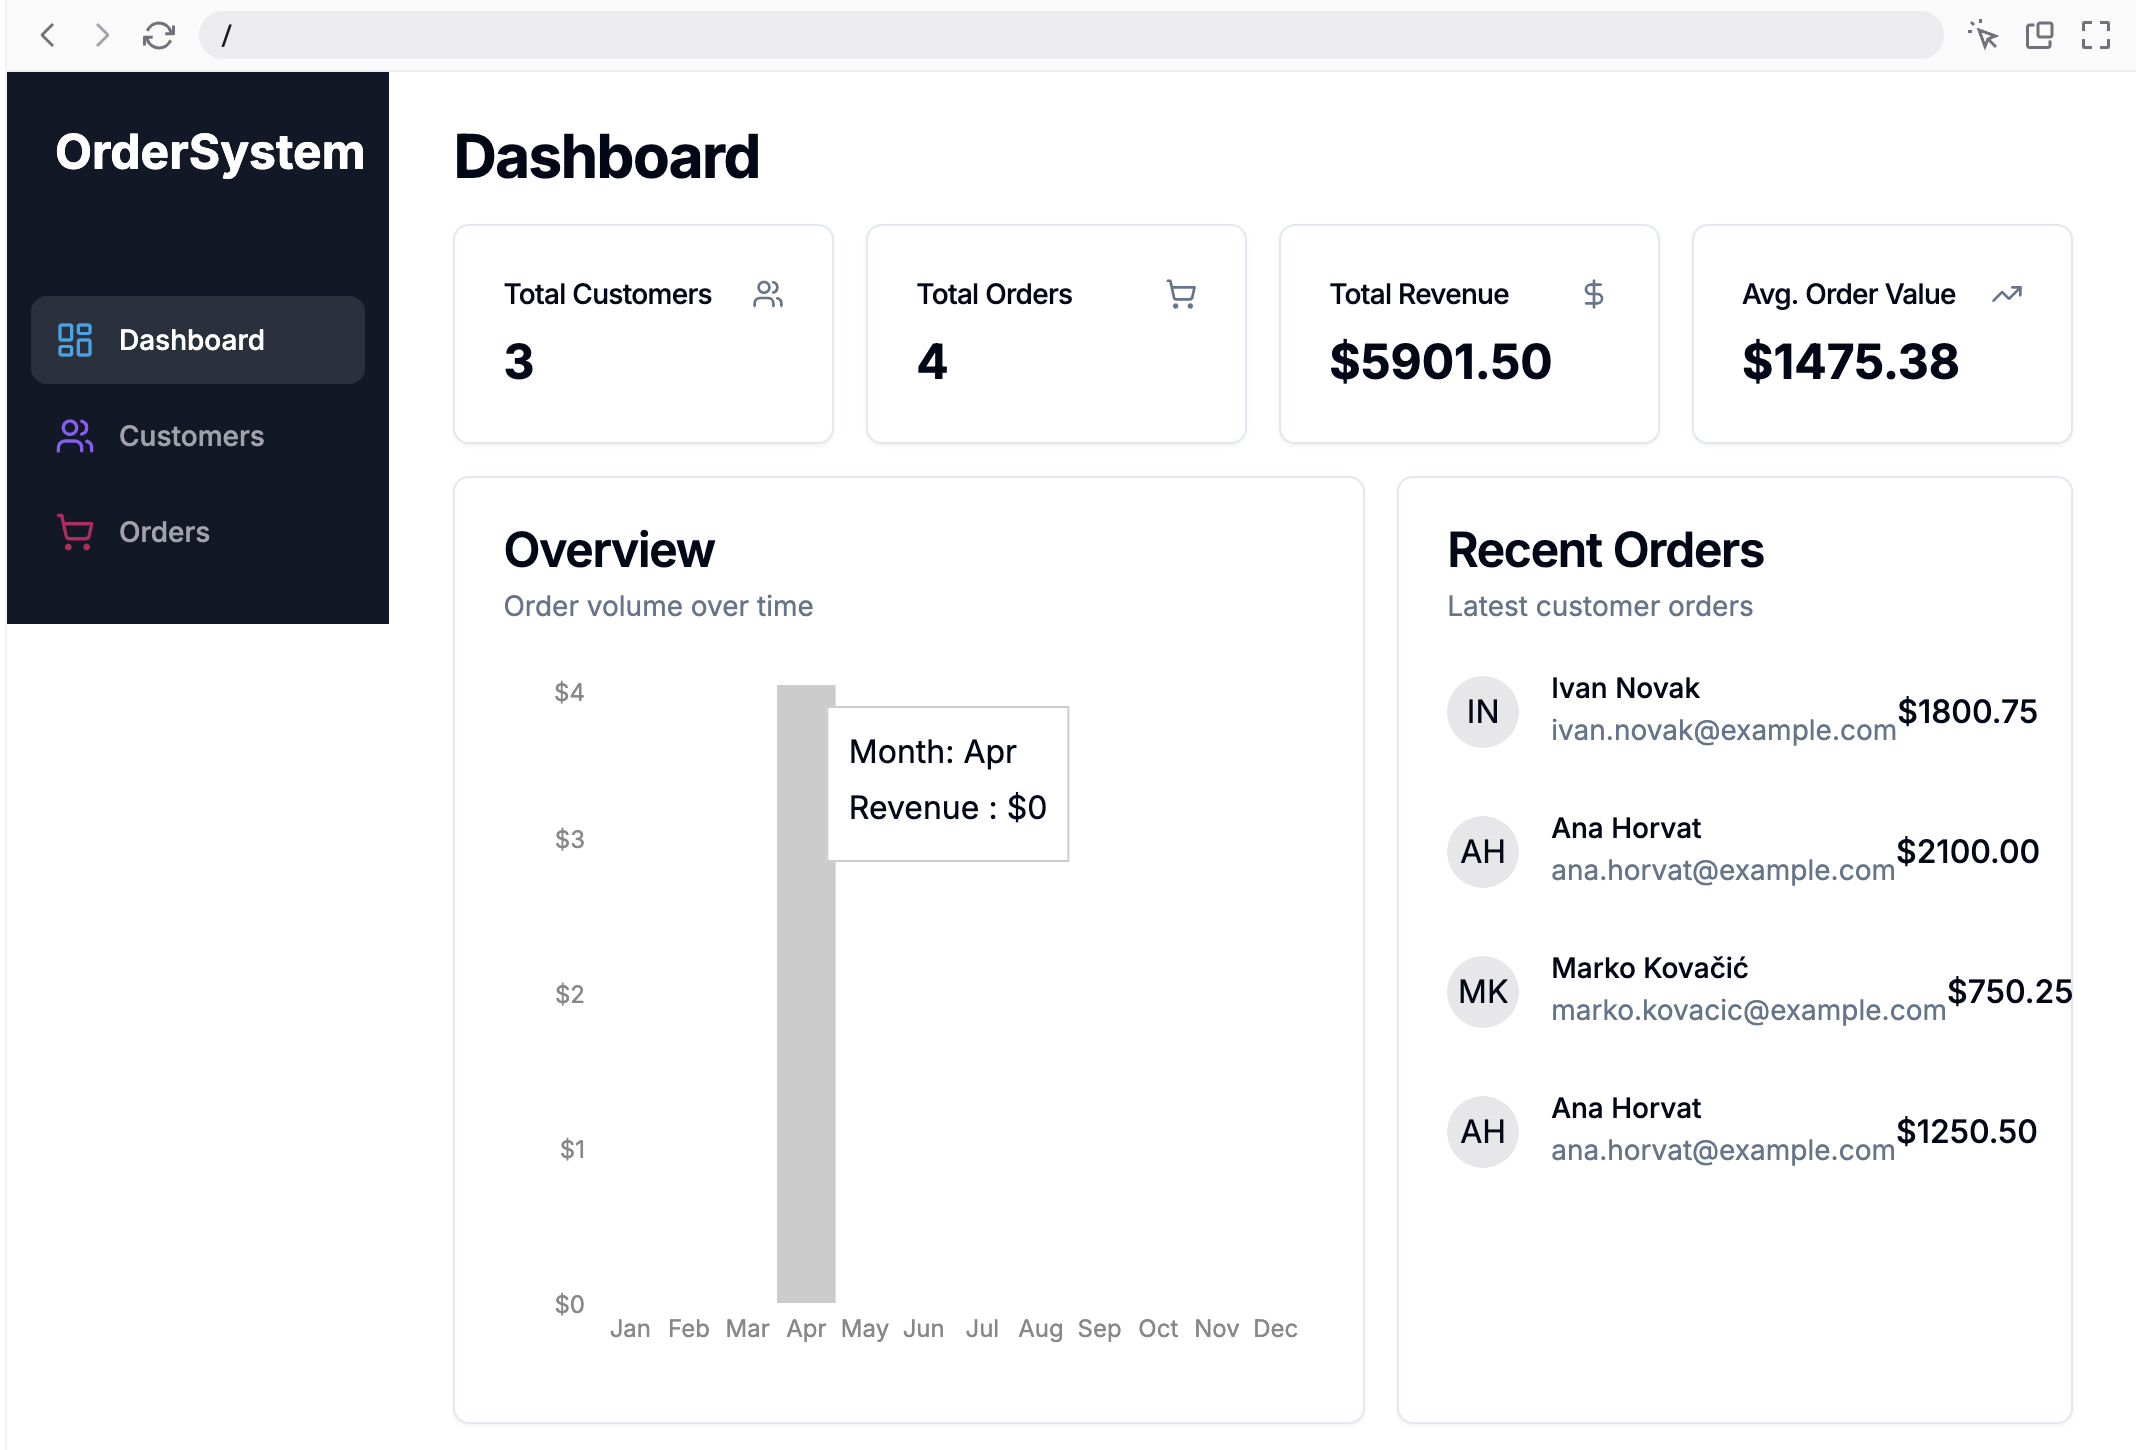 /
OrderSystem
Dashboard
Customers
Orders
Dashboard
Total Customers
3
Total Orders
4
Total Revenue
$5901.50
Avg. Order Value
$1475.38
Overview
Order volume over time
$4
$3
$2
$1
$0
Month: Apr
Revenue : $0
Jan Feb Mar Apr May Jun Jul Aug Sep Oct Nov Dec
Recent Orders
Latest customer orders
IN
Ivan Novak
ivan.novak@example.com
$1800.75
AH
Ana Horvat
ana.horvat@example.com
$2100.00
MK
Marko Kovačić
marko.kovacic@example.com
$750.25
AH
Ana Horvat
ana.horvat@example.com
$1250.50